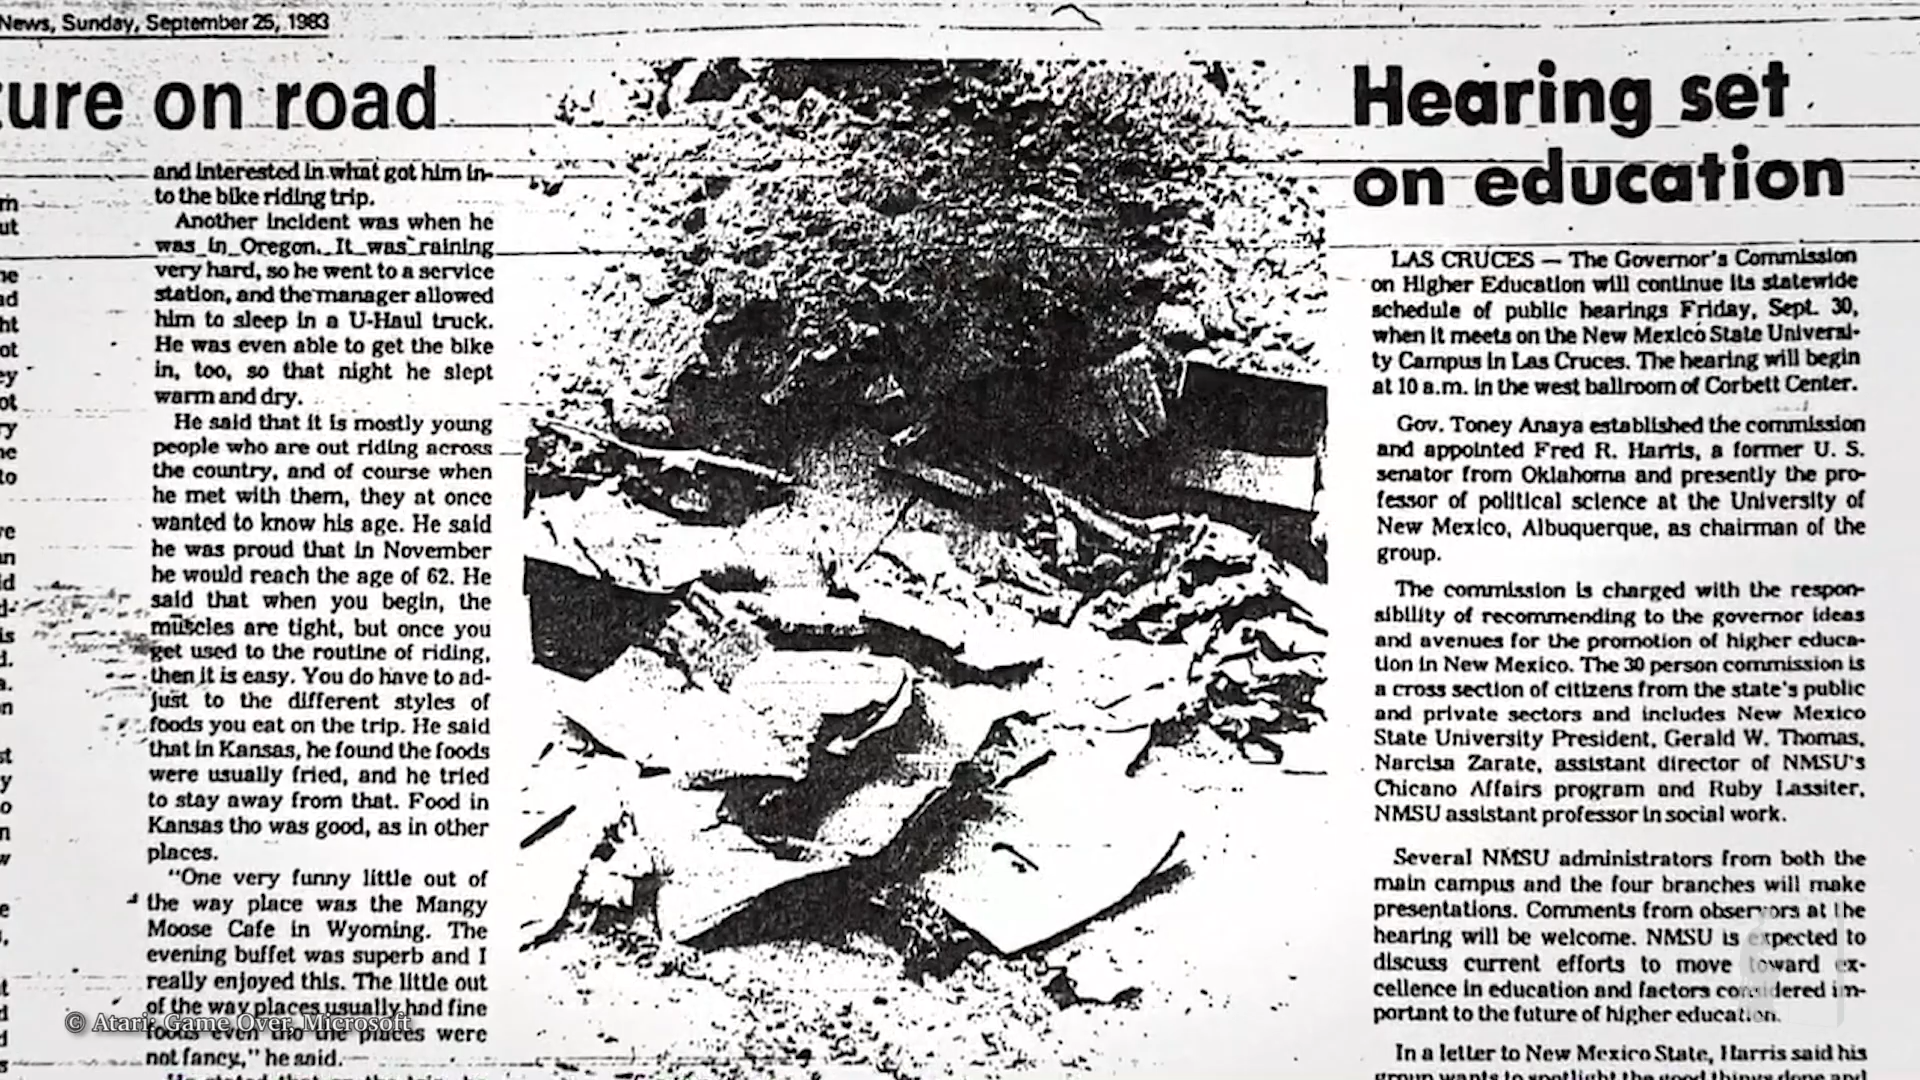 News, Sunday, September 25, 1983
ture on road
and interested in what got him in-
to the bike riding trip.
Another incident was when he
was in Oregon. It was raining
very hard, so he went to a service
station, and the manager allowed
him to sleep in a U-Haul truck.
He was even able to get the bike
in, too, so that night he slept
warm and dry.
He said that it is mostly young
people who are out riding across
the country, and of course when
he met with them, they at once
wanted to know his age. He said
he was proud that in November
he would reach the age of 62. He
said that when you begin, the
muscles are tight, but once you
get used to the routine of riding,
then it is easy. You do have to ad-
just to the different styles of
foods you eat on the trip. He said
that in Kansas, he found the foods
were usually fried, and he tried
to stay away from that. Food in
Kansas tho was good, as in other
places.
"One very funny little out of
the way place was the Mangy
Moose Cafe in Wyoming. The
evening buffet was superb and I
really enjoyed this. The little out
of the way places usually had fine
foods even tho the places were
not fancy," he said.
Hearing set
on education
LAS CRUCES — The Governor's Commission
on Higher Education will continue its statewide
schedule of public hearings Friday, Sept. 30,
when it meets on the New Mexico State Universi-
ty Campus in Las Cruces. The hearing will begin
at 10 a.m. in the west ballroom of Corbett Center.
Gov. Toney Anaya established the commission
and appointed Fred R. Harris, a former U. S.
senator from Oklahoma and presently the pro-
fessor of political science at the University of
New Mexico, Albuquerque, as chairman of the
group.
The commission is charged with the respon-
sibility of recommending to the governor ideas
and avenues for the promotion of higher educa-
tion in New Mexico. The 30 person commission is
a cross section of citizens from the state's public
and private sectors and includes New Mexico
State University President, Gerald W. Thomas,
Narcisa Zarate, assistant director of NMSU's
Chicano Affairs program and Ruby Lassiter,
NMSU assistant professor in social work.
Several NMSU administrators from both the
main campus and the four branches will make
presentations. Comments from observors at the
hearing will be welcome. NMSU is expected to
discuss current efforts to move toward ex-
cellence in education and factors considered im-
portant to the future of higher education.
In a letter to New Mexico State, Harris said his
group wants to spotlight the good things done and
© Atari: Game Over, Microsoft